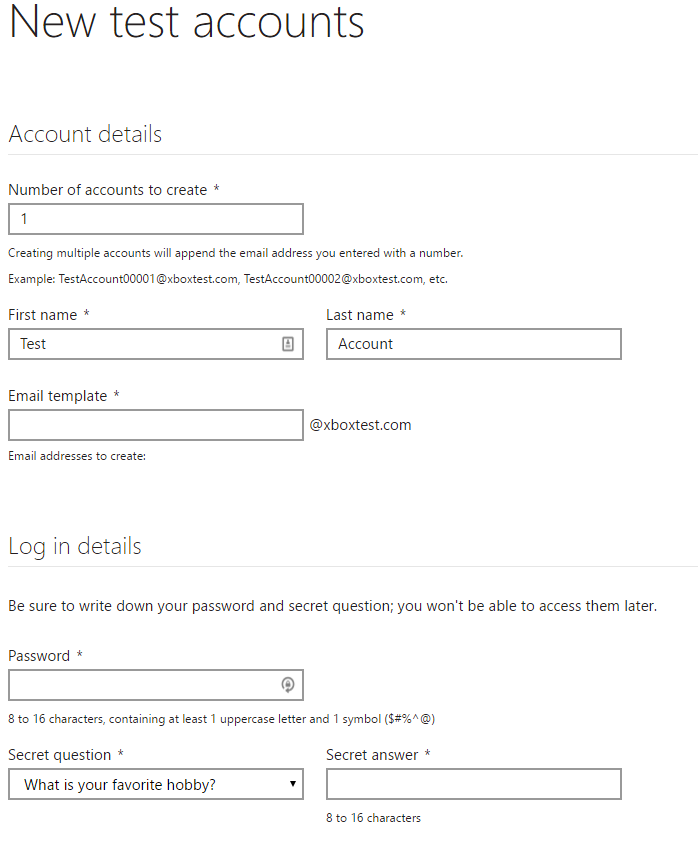 New test accounts
Account details
Number of accounts to create *
1
Creating multiple accounts will append the email address you entered with a number.
Example: TestAccount00001@xboxtest.com, TestAccount00002@xboxtest.com, etc.
First name * Last name *
Test Account
Email template *
@xboxtest.com
Email addresses to create:
Log in details
Be sure to write down your password and secret question; you won't be able to access them later.
Password *
8 to 16 characters, containing at least 1 uppercase letter and 1 symbol ($#%^@)
Secret question * Secret answer *
What is your favorite hobby?
8 to 16 characters